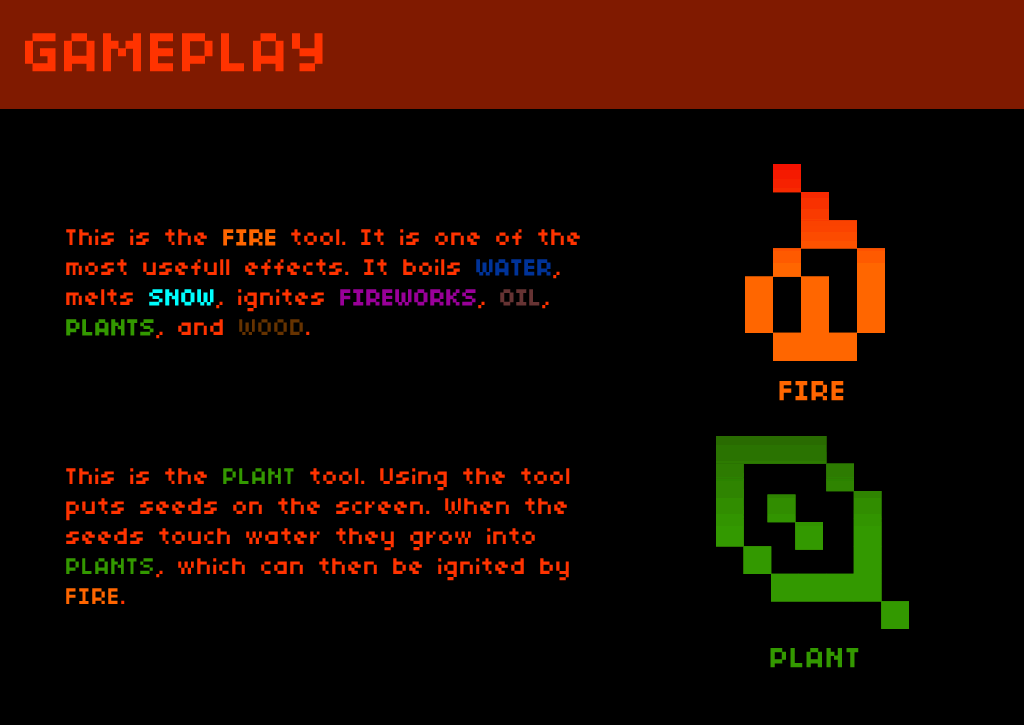 GAMEPLAY
This is the FIRE tool. It is one of the
most usefull effects. It boils WATER,
melts SNOW, ignites FIREWORKS, OIL,
PLANTS, and WOOD.
FIRE
This is the PLANT tool. Using the tool
puts seeds on the screen. When the
seeds touch water they grow into
PLANTS, which can then be ignited by
FIRE.
PLANT